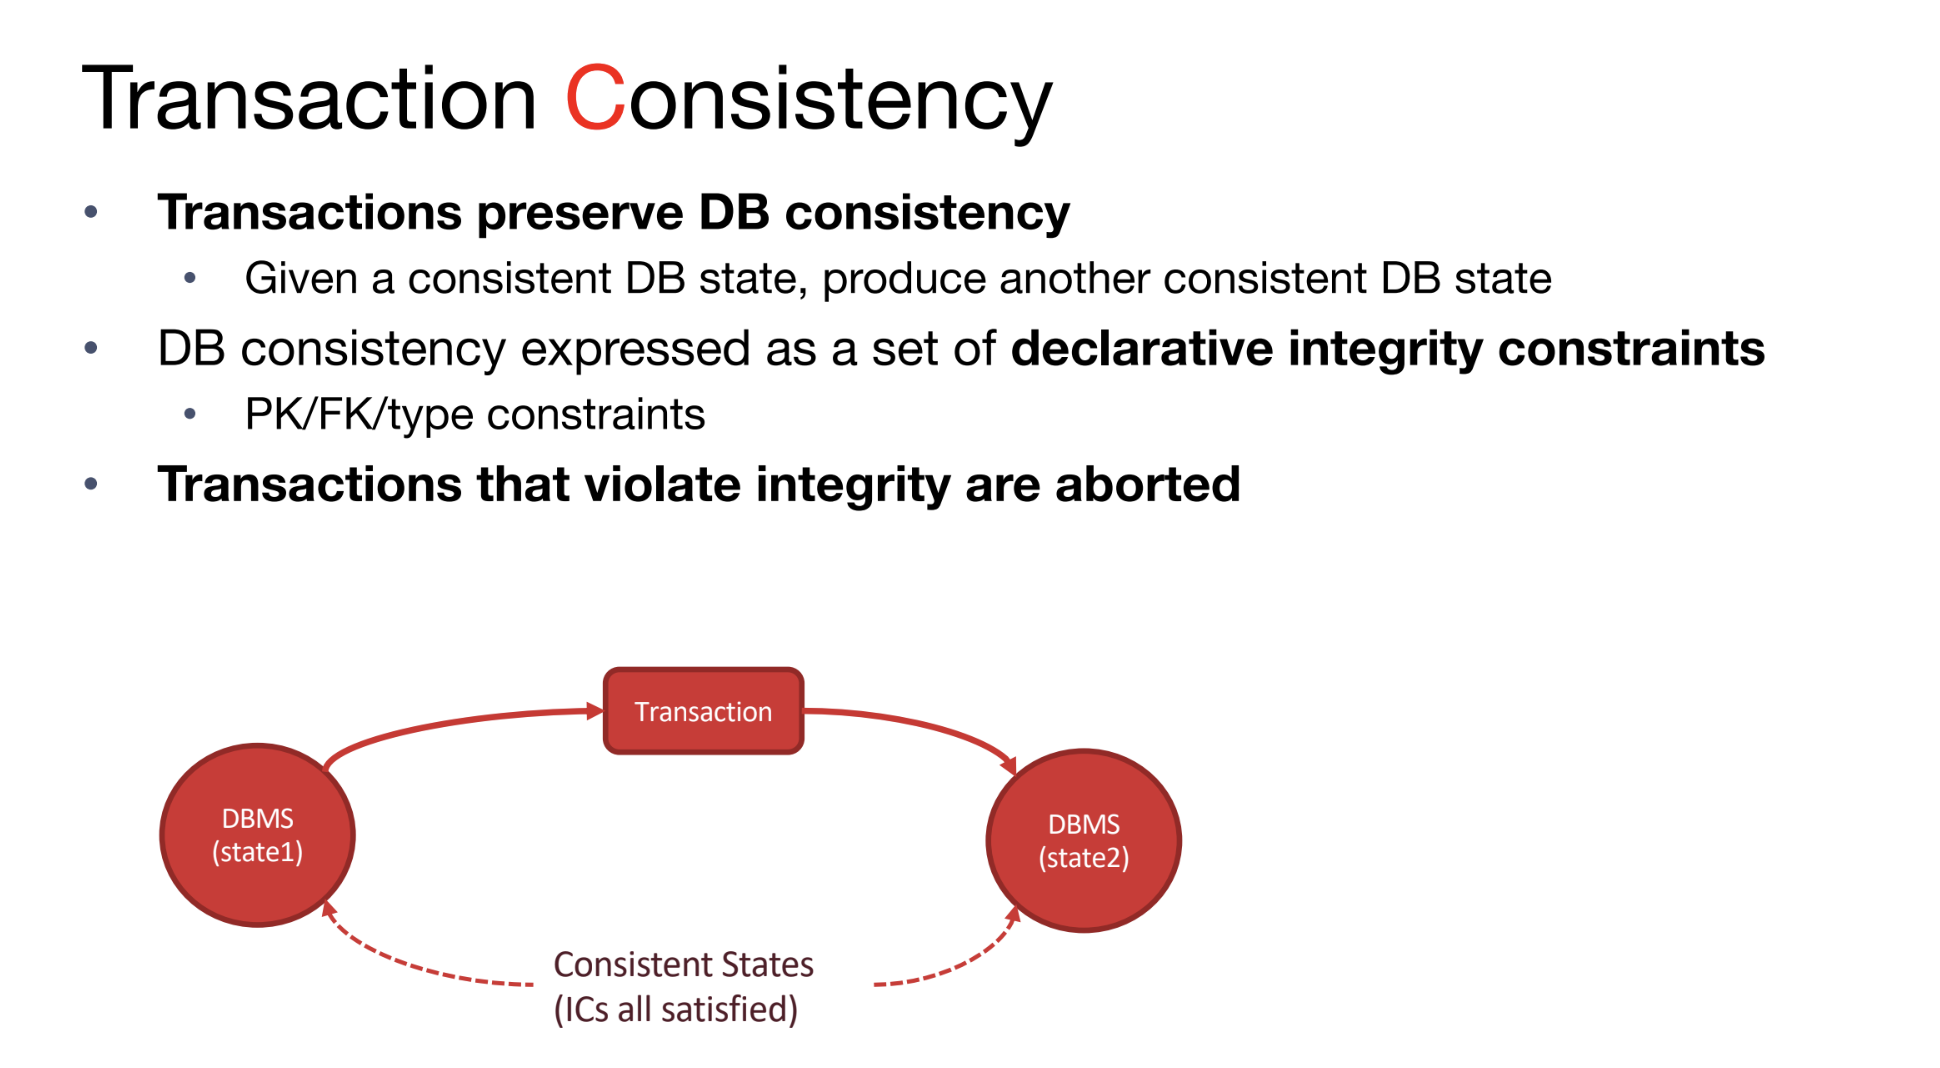 Transaction Consistency
• Transactions preserve DB consistency
• Given a consistent DB state, produce another consistent DB state
• DB consistency expressed as a set of declarative integrity constraints
• PK/FK/type constraints
• Transactions that violate integrity are aborted
Transaction
DBMS
(state1)
DBMS
(state2)
Consistent States
(ICs all satisfied)